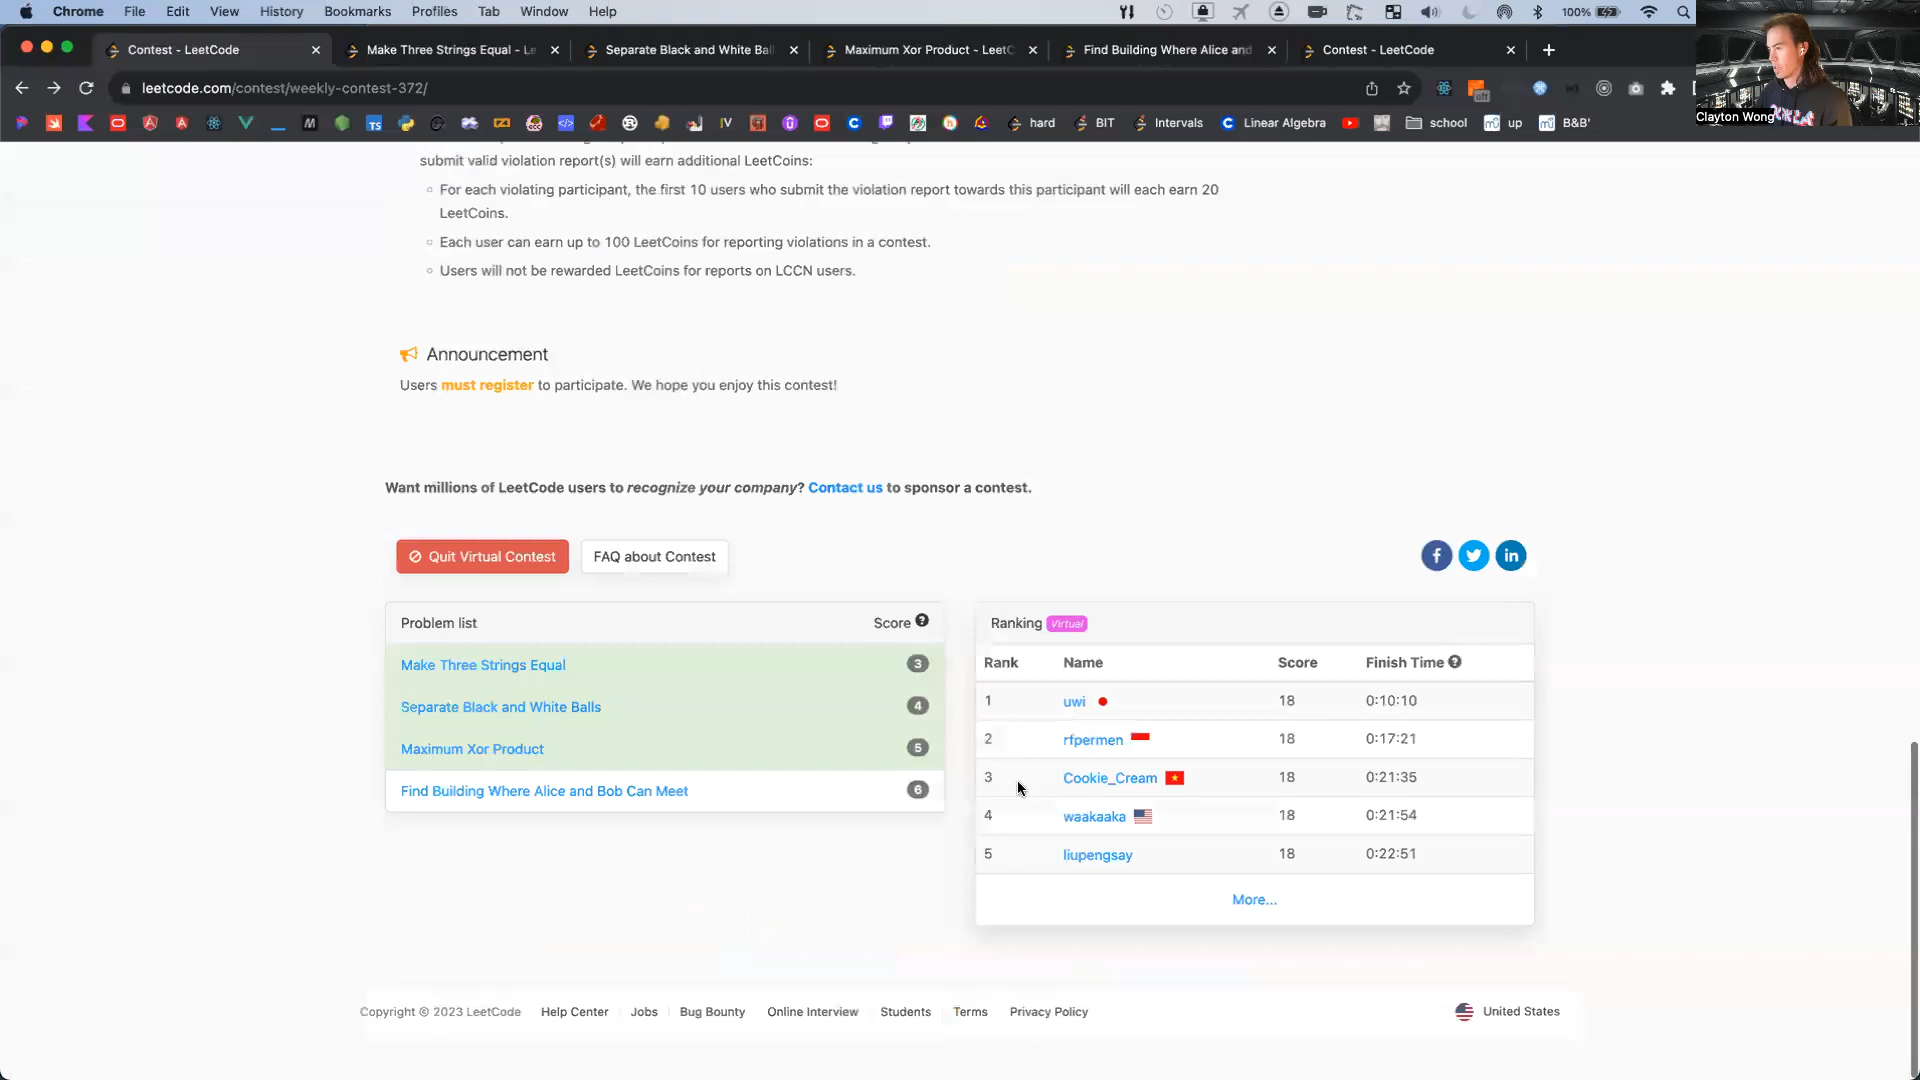 Chrome File Edit View History Bookmarks Profiles Tab Window Help 100%
Contest - LeetCode Make Three Strings Equal - Le Separate Black and White Ball Maximum Xor Product - LeetC Find Building Where Alice and Contest - LeetCode
leetcode.com/contest/weekly-contest-372/ off
Clayton Wong
TS IV hard BIT Intervals Linear Algebra school up B&B'
submit valid violation report(s) will earn additional LeetCoins:
For each violating participant, the first 10 users who submit the violation report towards this participant will each earn 20
LeetCoins.
Each user can earn up to 100 LeetCoins for reporting violations in a contest.
Users will not be rewarded LeetCoins for reports on LCCN users.
Announcement
Users must register to participate. We hope you enjoy this contest!
Want millions of LeetCode users to recognize your company? Contact us to sponsor a contest.
Quit Virtual Contest FAQ about Contest
Problem list Score
Make Three Strings Equal 3
Separate Black and White Balls 4
Maximum Xor Product 5
Find Building Where Alice and Bob Can Meet 6
Ranking Virtual
Rank Name Score Finish Time
1 uwi 18 0:10:10
2 rfpermen 18 0:17:21
3 Cookie_Cream 18 0:21:35
4 waakaaka 18 0:21:54
5 liupengsay 18 0:22:51
More...
Copyright © 2023 LeetCode Help Center Jobs Bug Bounty Online Interview Students Terms Privacy Policy United States